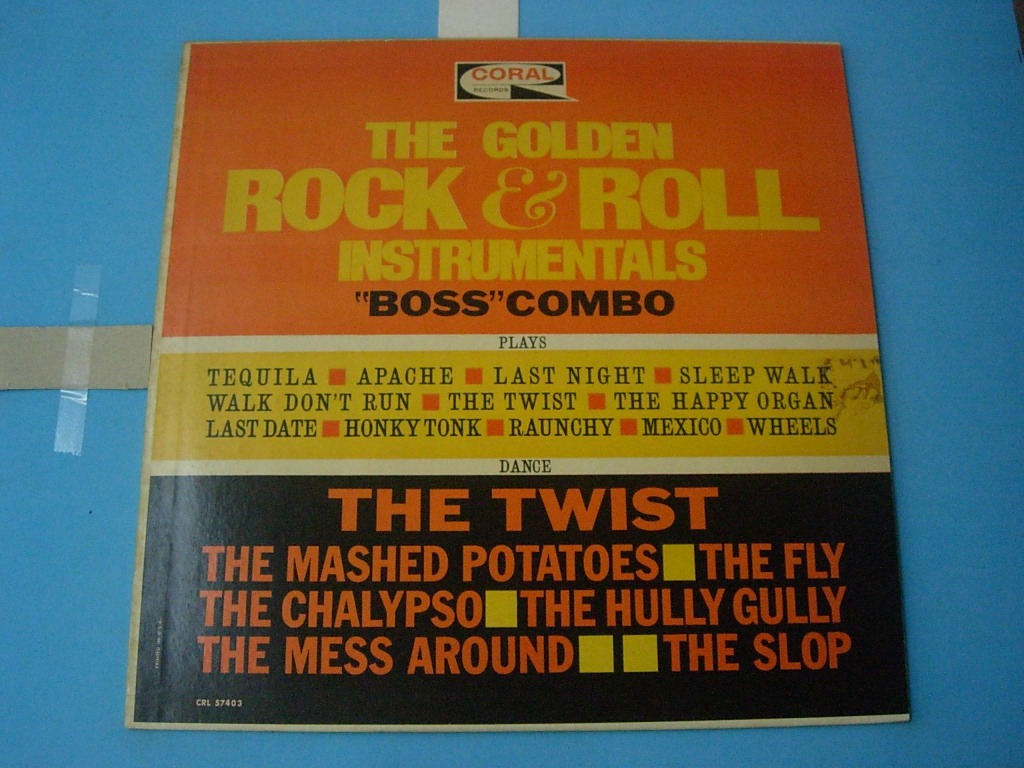 CORAL
RECORDS
THE GOLDEN
ROCK & ROLL
INSTRUMENTALS
"BOSS" COMBO
PLAYS
TEQUILA ■ APACHE ■ LAST NIGHT ■ SLEEP WALK
WALK DON'T RUN ■ THE TWIST ■ THE HAPPY ORGAN
LAST DATE ■ HONKY TONK ■ RAUNCHY ■ MEXICO ■ WHEELS
DANCE
THE TWIST
THE MASHED POTATOES ■ THE FLY
THE CHALYPSO ■ THE HULLY GULLY
THE MESS AROUND ■ ■ THE SLOP
PRINTED IN U.S.A.
CRL 57403